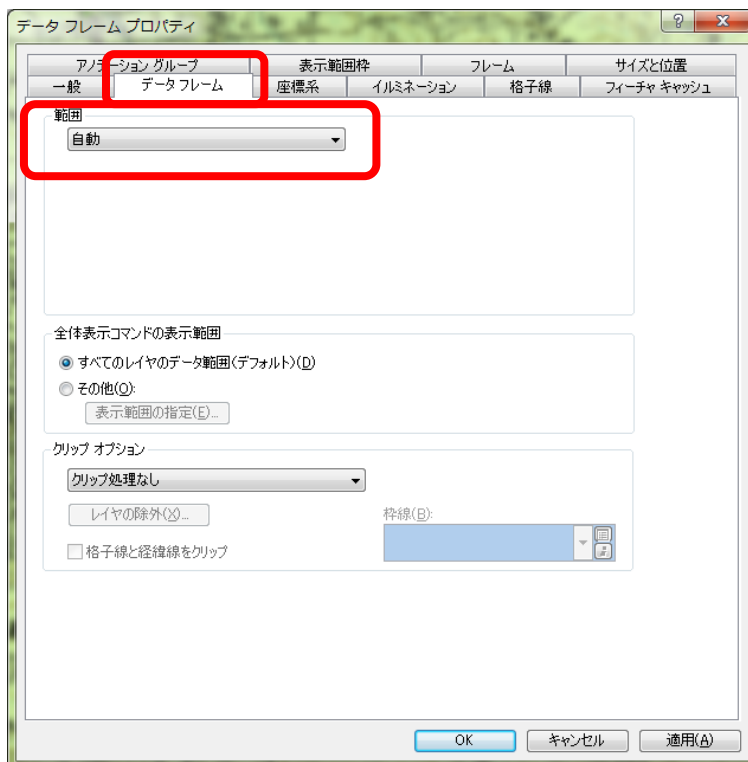 データ フレーム プロパティ
アノテーション グループ 表示範囲枠 フレーム サイズと位置
一般 データ フレーム 座標系 イルミネーション 格子線 フィーチャ キャッシュ
範囲
自動
全体表示コマンドの表示範囲
すべてのレイヤのデータ範囲(デフォルト)(D)
その他(O):
表示範囲の指定(E)...
クリップ オプション
クリップ処理なし
レイヤの除外(X)... 枠線(B):
格子線と経緯線をクリップ
OK キャンセル 適用(A)